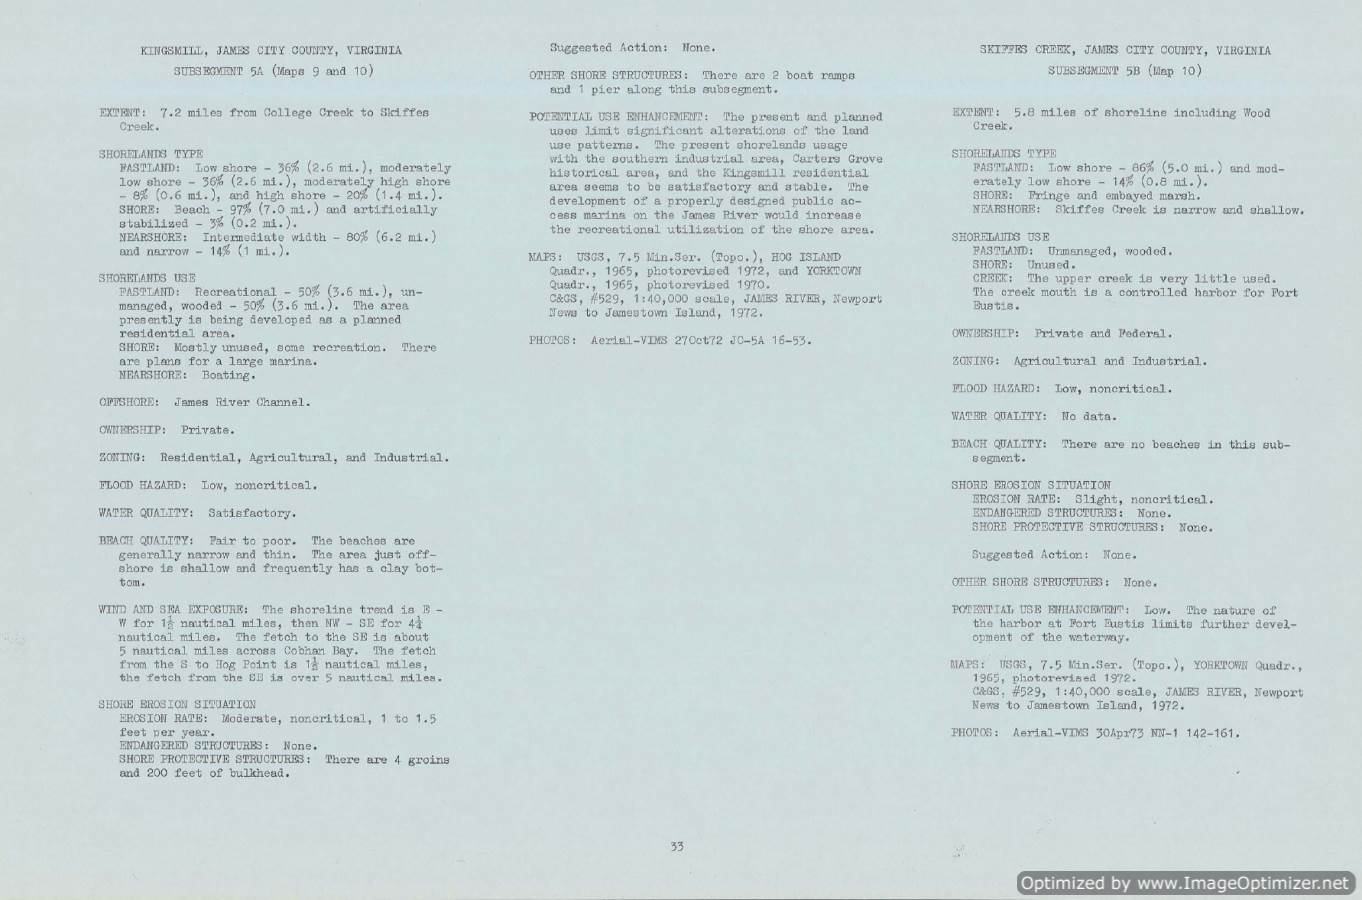 KINGSMILL, JAMES CITY COUNTY, VIRGINIA
SUBSEGMENT 5A (Maps 9 and 10)
EXTENT: 7.2 miles from College Creek to Skiffes
Creek.
SHORELANDS TYPE
FASTLAND: Low shore - 36% (2.6 mi.), moderately
low shore - 36% (2.6 mi.), moderately high shore
- 8% (0.6 mi.), and high shore - 20% (1.4 mi.).
SHORE: Beach - 97% (7.0 mi.) and artificially
stabilized - 3% (0.2 mi.).
NEARSHORE: Intermediate width - 80% (6.2 mi.)
and narrow - 14% (1 mi.).
SHORELANDS USE
FASTLAND: Recreational - 50% (3.6 mi.), un-
managed, wooded - 50% (3.6 mi.). The area
presently is being developed as a planned
residential area.
SHORE: Mostly unused, some recreation. There
are plans for a large marina.
NEARSHORE: Boating.
OFFSHORE: James River Channel.
OWNERSHIP: Private.
ZONING: Residential, Agricultural, and Industrial.
FLOOD HAZARD: Low, noncritical.
WATER QUALITY: Satisfactory.
BEACH QUALITY: Fair to poor. The beaches are
generally narrow and thin. The area just off-
shore is shallow and frequently has a clay bot-
tom.
WIND AND SEA EXPOSURE: The shoreline trend is E -
W for 1½ nautical miles, then NW - SE for 4¼
nautical miles. The fetch to the SE is about
5 nautical miles across Cobham Bay. The fetch
from the S to Hog Point is 1½ nautical miles,
the fetch from the SE is over 5 nautical miles.
SHORE EROSION SITUATION
EROSION RATE: Moderate, noncritical, 1 to 1.5
feet per year.
ENDANGERED STRUCTURES: None.
SHORE PROTECTIVE STRUCTURES: There are 4 groins
and 200 feet of bulkhead.
Suggested Action: None.
OTHER SHORE STRUCTURES: There are 2 boat ramps
and 1 pier along this subsegment.
POTENTIAL USE ENHANCEMENT: The present and planned
uses limit significant alterations of the land
use patterns. The present shorelands usage
with the southern industrial area, Carters Grove
historical area, and the Kingsmill residential
area seems to be satisfactory and stable. The
development of a properly designed public ac-
cess marina on the James River would increase
the recreational utilization of the shore area.
MAPS: USGS, 7.5 Min.Ser. (Topo.), HOG ISLAND
Quadr., 1965, photorevised 1972, and YORKTOWN
Quadr., 1965, photorevised 1970.
C&GS, #529, 1:40,000 scale, JAMES RIVER, Newport
News to Jamestown Island, 1972.
PHOTOS: Aerial-VIMS 27Oct72 JC-5A 16-53.
SKIFFES CREEK, JAMES CITY COUNTY, VIRGINIA
SUBSEGMENT 5B (Map 10)
EXTENT: 5.8 miles of shoreline including Wood
Creek.
SHORELANDS TYPE
FASTLAND: Low shore - 86% (5.0 mi.) and mod-
erately low shore - 14% (0.8 mi.).
SHORE: Fringe and embayed marsh.
NEARSHORE: Skiffes Creek is narrow and shallow.
SHORELANDS USE
FASTLAND: Unmanaged, wooded.
SHORE: Unused.
CREEK: The upper creek is very little used.
The creek mouth is a controlled harbor for Fort
Eustis.
OWNERSHIP: Private and Federal.
ZONING: Agricultural and Industrial.
FLOOD HAZARD: Low, noncritical.
WATER QUALITY: No data.
BEACH QUALITY: There are no beaches in this sub-
segment.
SHORE EROSION SITUATION
EROSION RATE: Slight, noncritical.
ENDANGERED STRUCTURES: None.
SHORE PROTECTIVE STRUCTURES: None.
Suggested Action: None.
OTHER SHORE STRUCTURES: None.
POTENTIAL USE ENHANCEMENT: Low. The nature of
the harbor at Fort Eustis limits further devel-
opment of the waterway.
MAPS: USGS, 7.5 Min.Ser. (Topo.), YORKTOWN Quadr.,
1965, photorevised 1972.
C&GS, #529, 1:40,000 scale, JAMES RIVER, Newport
News to Jamestown Island, 1972.
PHOTOS: Aerial-VIMS 30Apr73 NN-1 142-161.
33
Optimized by www.ImageOptimizer.net